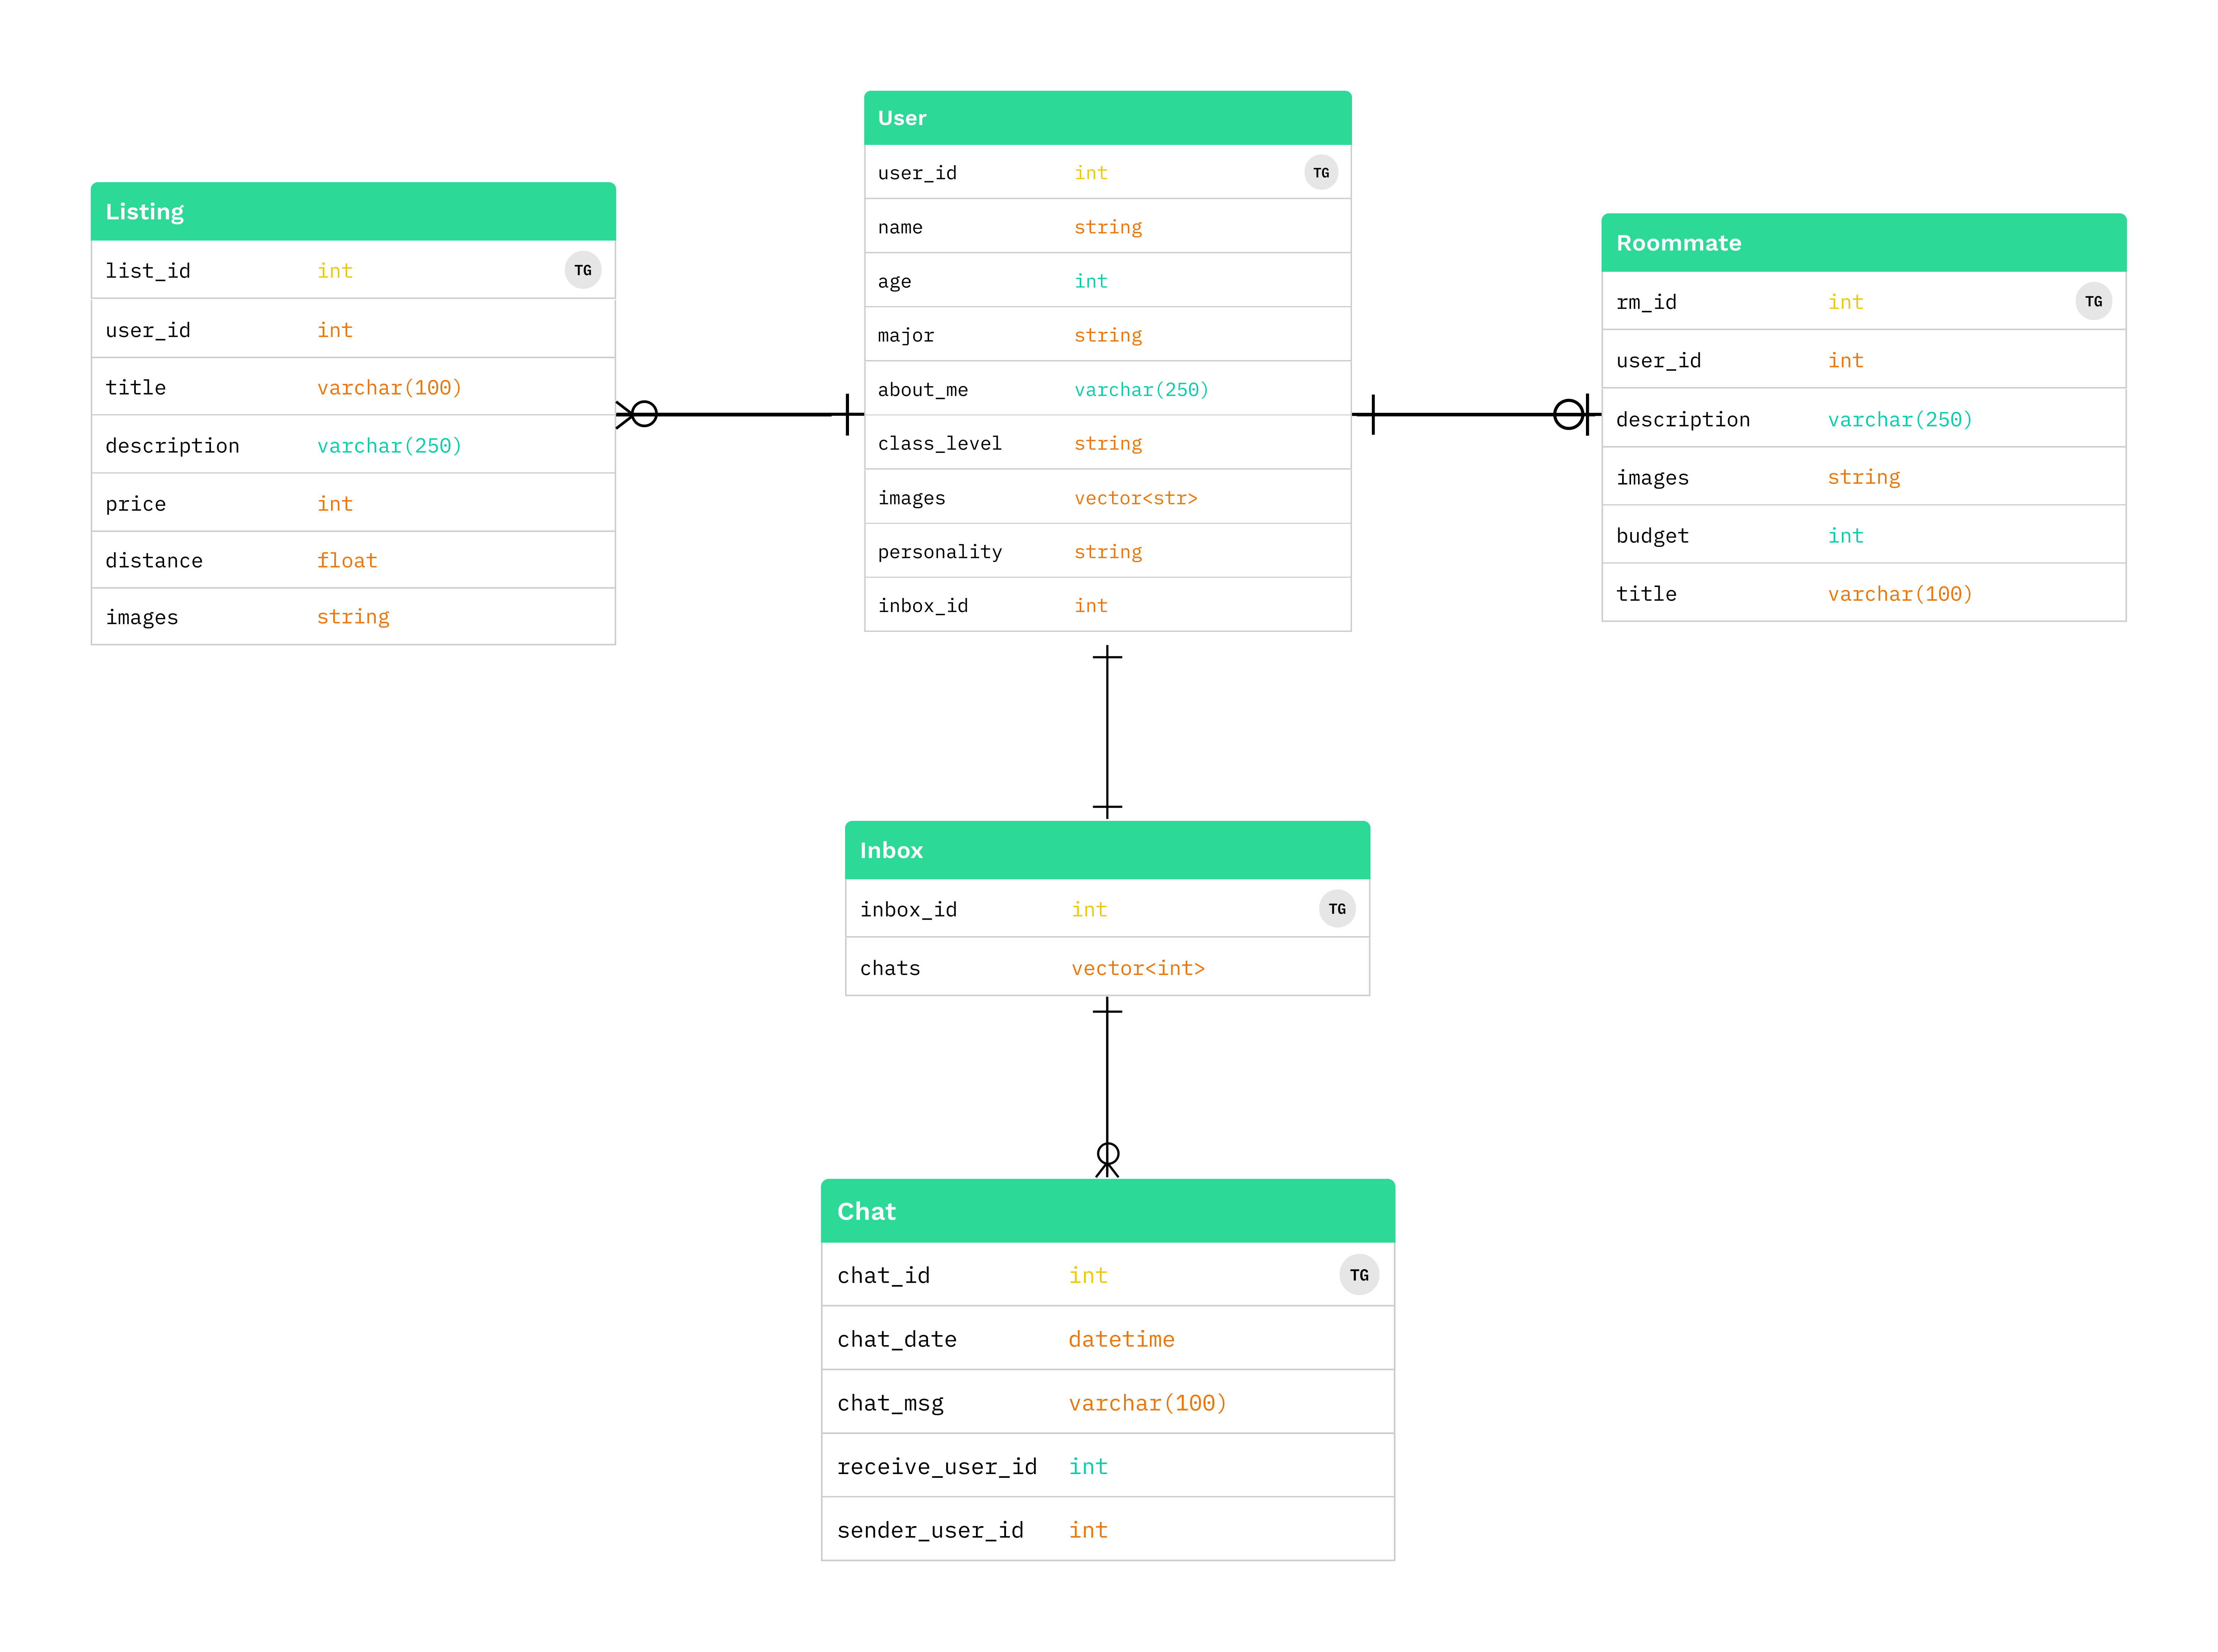 User
user_id int TG
name string
age int
major string
about_me varchar(250)
class_level string
images vector<str>
personality string
inbox_id int
Listing
list_id int TG
user_id int
title varchar(100)
description varchar(250)
price int
distance float
images string
Roommate
rm_id int TG
user_id int
description varchar(250)
images string
budget int
title varchar(100)
Inbox
inbox_id int TG
chats vector<int>
Chat
chat_id int TG
chat_date datetime
chat_msg varchar(100)
receive_user_id int
sender_user_id int